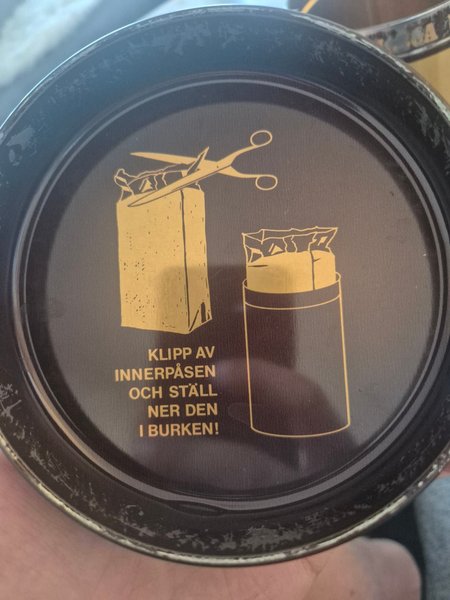 KLIPP AV
INNERPÅSEN
OCH STÄLL
NER DEN
I BURKEN!